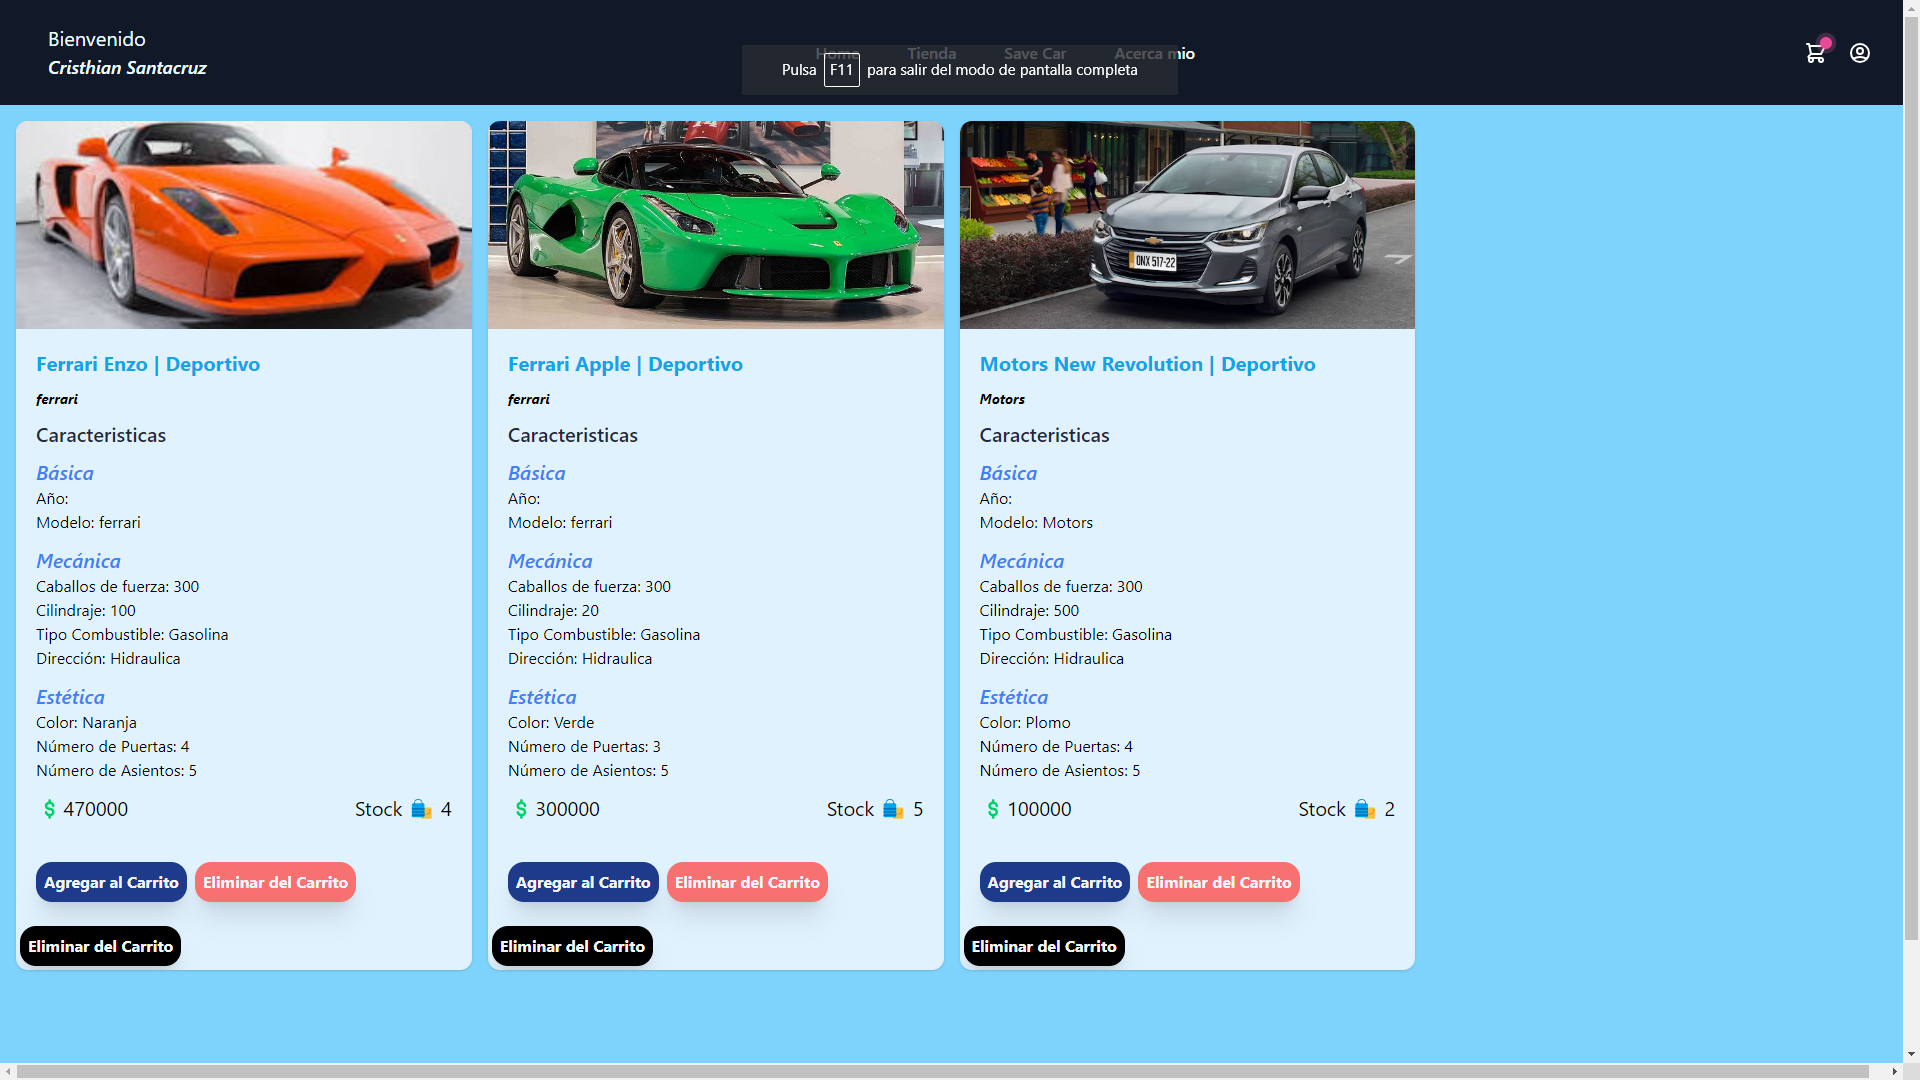 Bienvenido
Cristhian Santacruz
Home Tienda Save Car Acerca mio
Pulsa F11 para salir del modo de pantalla completa
ONX 517-22
Ferrari Enzo | Deportivo
ferrari
Caracteristicas
Básica
Año:
Modelo: ferrari
Mecánica
Caballos de fuerza: 300
Cilindraje: 100
Tipo Combustible: Gasolina
Dirección: Hidraulica
Estética
Color: Naranja
Número de Puertas: 4
Número de Asientos: 5
$ 470000 Stock 4
Agregar al Carrito Eliminar del Carrito
Eliminar del Carrito
Ferrari Apple | Deportivo
ferrari
Caracteristicas
Básica
Año:
Modelo: ferrari
Mecánica
Caballos de fuerza: 300
Cilindraje: 20
Tipo Combustible: Gasolina
Dirección: Hidraulica
Estética
Color: Verde
Número de Puertas: 3
Número de Asientos: 5
$ 300000 Stock 5
Agregar al Carrito Eliminar del Carrito
Eliminar del Carrito
Motors New Revolution | Deportivo
Motors
Caracteristicas
Básica
Año:
Modelo: Motors
Mecánica
Caballos de fuerza: 300
Cilindraje: 500
Tipo Combustible: Gasolina
Dirección: Hidraulica
Estética
Color: Plomo
Número de Puertas: 4
Número de Asientos: 5
$ 100000 Stock 2
Agregar al Carrito Eliminar del Carrito
Eliminar del Carrito